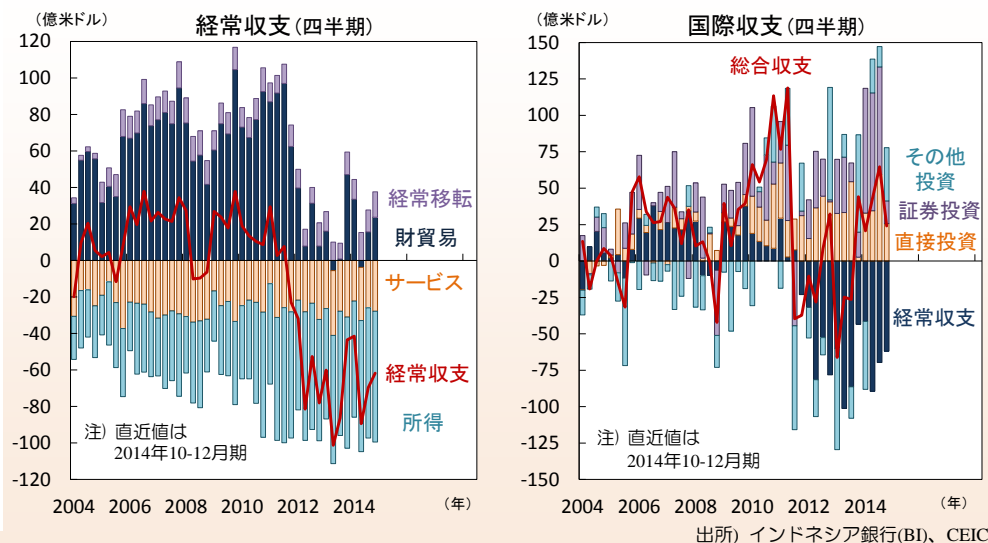 （億米ドル）
経常収支(四半期)
120
100
80
60
40
20
0
-20
-40
-60
-80
-100
-120
経常移転
財貿易
サービス
経常収支
所得
注) 直近値は
2014年10-12月期
2004 2006 2008 2010 2012 2014 （年）
（億米ドル）
国際収支(四半期)
150
125
100
75
50
25
0
-25
-50
-75
-100
-125
-150
総合収支
その他
投資
証券投資
直接投資
経常収支
注) 直近値は
2014年10-12月期
2004 2006 2008 2010 2012 2014 （年）
出所) インドネシア銀行(BI)、CEIC